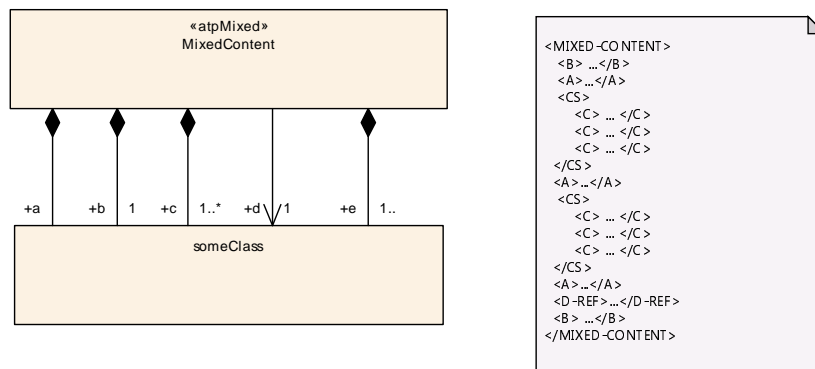 «atpMixed»
MixedContent
+a +b 1 +c 1..* +d 1 +e 1..
someClass
<MIXED-CONTENT>
<B> ...</B>
<A>...</A>
<CS>
<C> ... </C>
<C> ... </C>
<C> ... </C>
</CS>
<A>...</A>
<CS>
<C> ... </C>
<C> ... </C>
<C> ... </C>
</CS>
<A>...</A>
<D-REF>...</D-REF>
<B> ...</B>
</MIXED-CONTENT>